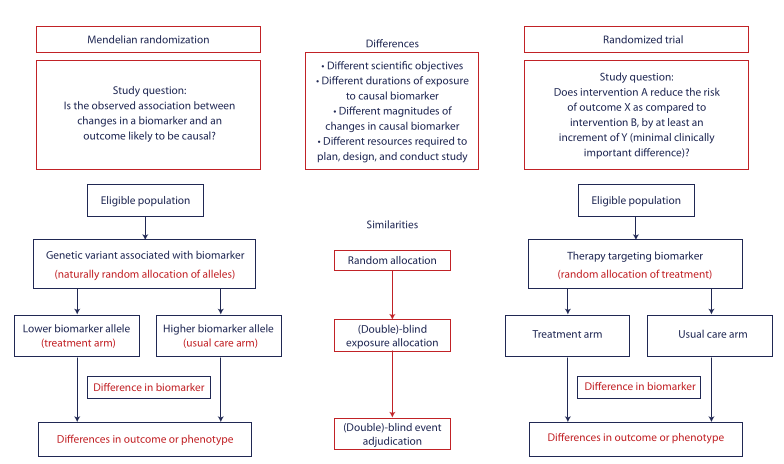 Mendelian randomization
Study question:
Is the observed association between
changes in a biomarker and an
outcome likely to be causal?
Eligible population
Genetic variant associated with biomarker
(naturally random allocation of alleles)
Lower biomarker allele
(treatment arm)
Higher biomarker allele
(usual care arm)
Difference in biomarker
Differences in outcome or phenotype
Differences
• Different scientific objectives
• Different durations of exposure
to causal biomarker
• Different magnitudes of
changes in causal biomarker
• Different resources required to
plan, design, and conduct study
Similarities
Random allocation
(Double)-blind
exposure allocation
(Double)-blind event
adjudication
Randomized trial
Study question:
Does intervention A reduce the risk
of outcome X as compared to
intervention B, by at least an
increment of Y (minimal clinically
important difference)?
Eligible population
Therapy targeting biomarker
(random allocation of treatment)
Treatment arm
Usual care arm
Difference in biomarker
Differences in outcome or phenotype